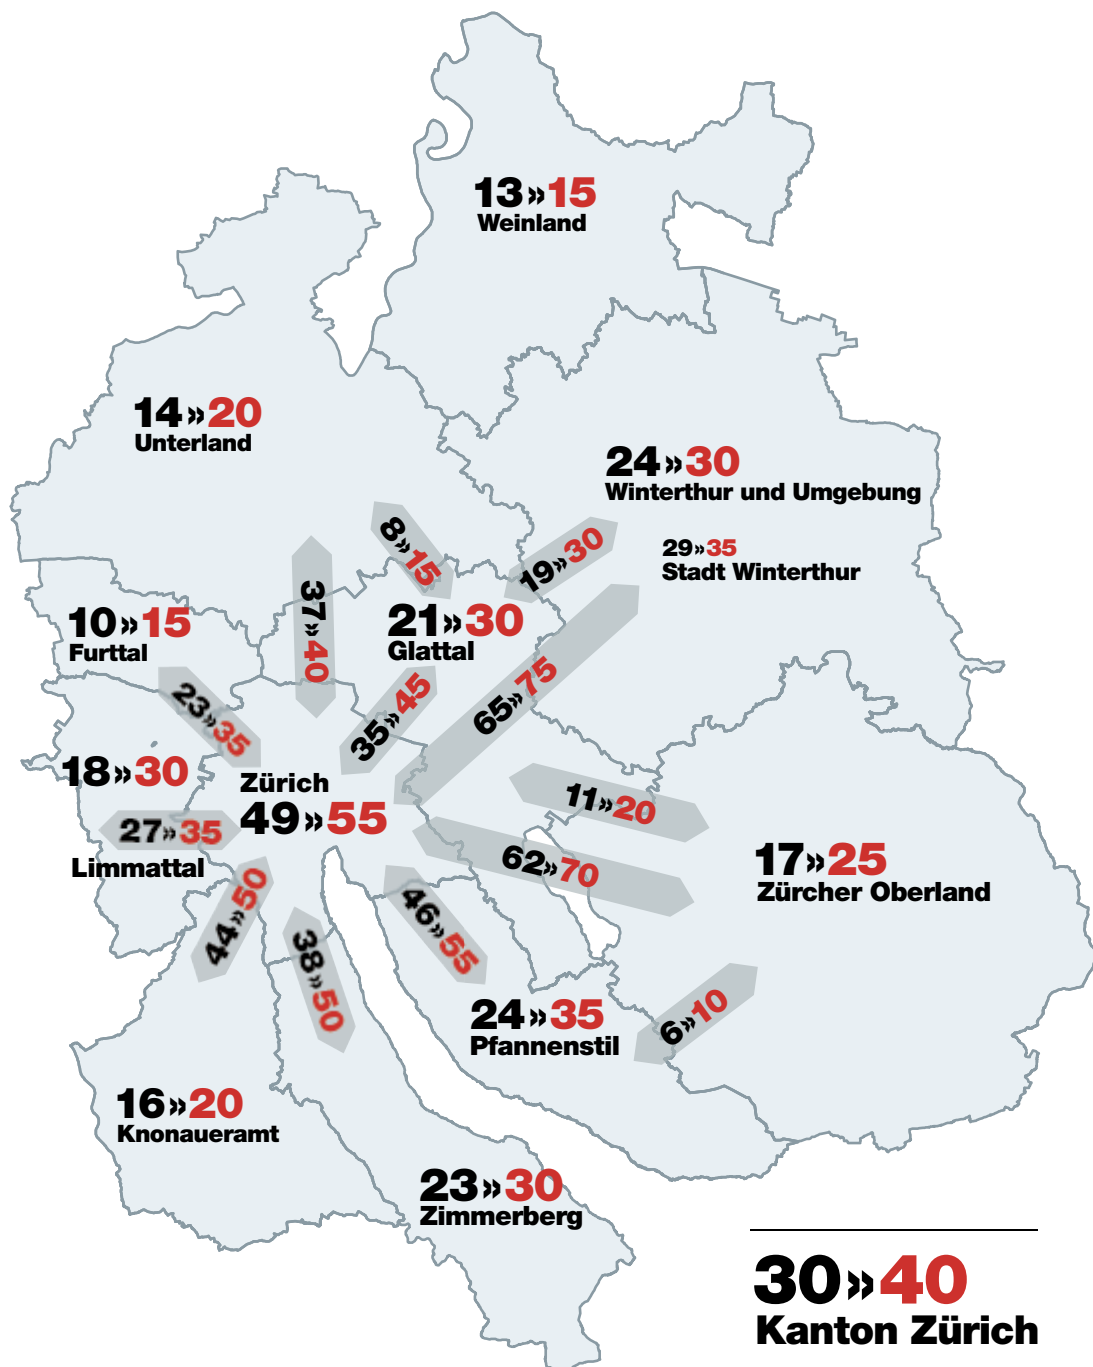 13»15
Weinland
14»20
Unterland
24»30
Winterthur und Umgebung
29»35
Stadt Winterthur
8»15
19»30
37»40
10»15
Furttal
21»30
Glattal
23»35
35»45
65»75
18»30
Zürich
49»55
27»35
Limmattal
11»20
62»70
17»25
Zürcher Oberland
44»50
38»50
46»55
24»35
Pfannenstil
6»10
16»20
Knonaueramt
23»30
Zimmerberg
30»40
Kanton Zürich